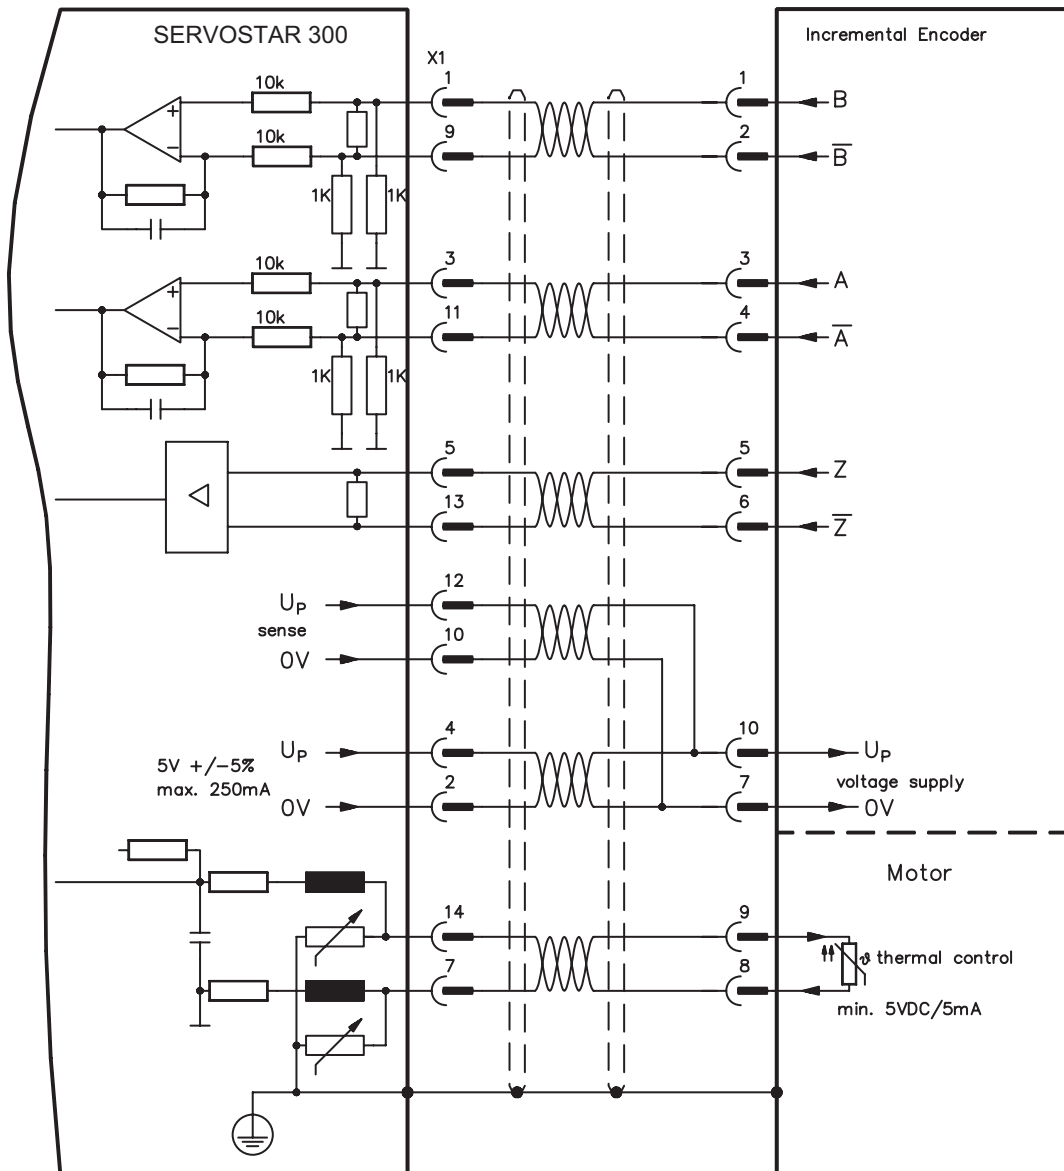 SERVOSTAR 300
Incremental Encoder
X1
10k
1
1
B
10k
9
2
B̅
1K
1K
10k
3
3
A
10k
11
4
A̅
1K
1K
5
5
Z
13
6
Z̅
12
UP
sense
10
0V
4
10
UP
UP
5V +/-5%
max. 250mA
voltage supply
2
7
0V
0V
Motor
14
9
ϑ thermal control
7
8
min. 5VDC/5mA